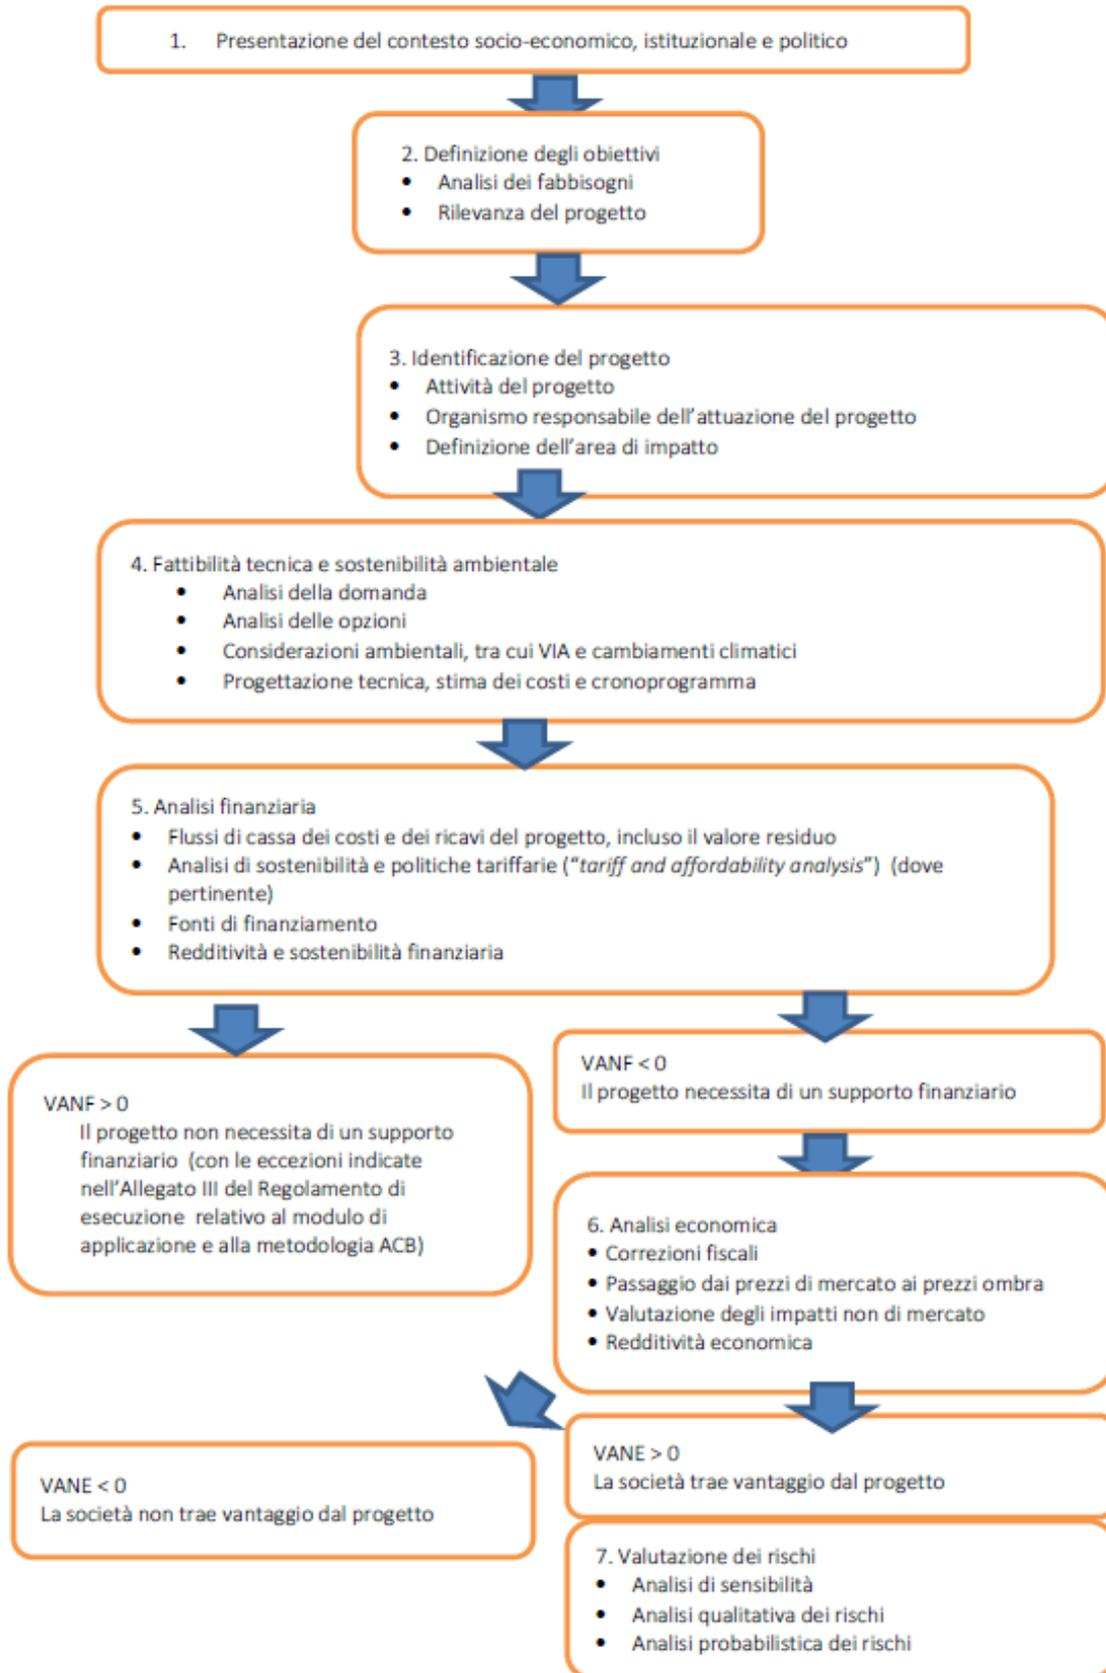 1. Presentazione del contesto socio-economico, istituzionale e politico
2. Definizione degli obiettivi
• Analisi dei fabbisogni
• Rilevanza del progetto
3. Identificazione del progetto
• Attività del progetto
• Organismo responsabile dell'attuazione del progetto
• Definizione dell'area di impatto
4. Fattibilità tecnica e sostenibilità ambientale
• Analisi della domanda
• Analisi delle opzioni
• Considerazioni ambientali, tra cui VIA e cambiamenti climatici
• Progettazione tecnica, stima dei costi e cronoprogramma
5. Analisi finanziaria
• Flussi di cassa dei costi e dei ricavi del progetto, incluso il valore residuo
• Analisi di sostenibilità e politiche tariffarie ("tariff and affordability analysis") (dove
pertinente)
• Fonti di finanziamento
• Redditività e sostenibilità finanziaria
VANF > 0
Il progetto non necessita di un supporto
finanziario (con le eccezioni indicate
nell'Allegato III del Regolamento di
esecuzione relativo al modulo di
applicazione e alla metodologia ACB)
VANF < 0
Il progetto necessita di un supporto finanziario
6. Analisi economica
• Correzioni fiscali
• Passaggio dai prezzi di mercato ai prezzi ombra
• Valutazione degli impatti non di mercato
• Redditività economica
VANE < 0
La società non trae vantaggio dal progetto
VANE > 0
La società trae vantaggio dal progetto
7. Valutazione dei rischi
• Analisi di sensibilità
• Analisi qualitativa dei rischi
• Analisi probabilistica dei rischi